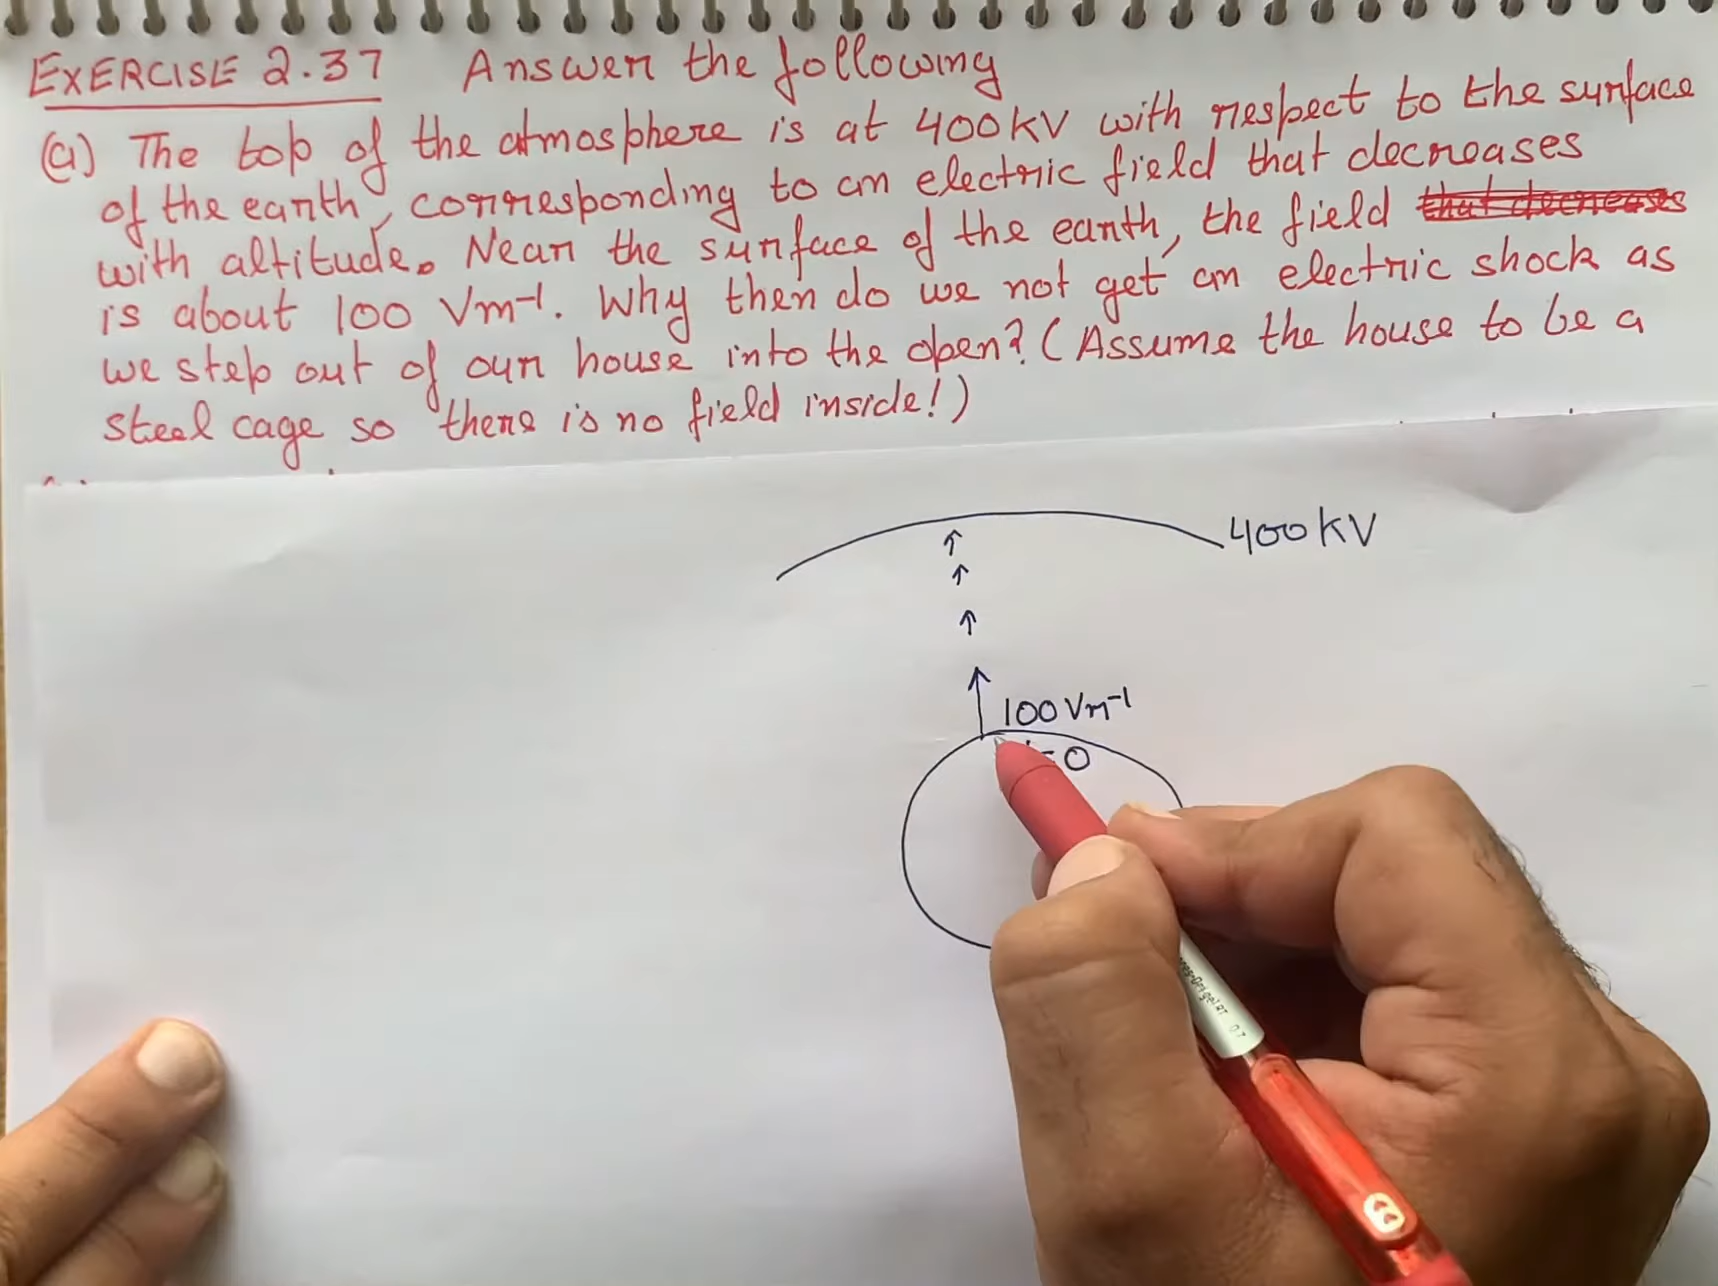 EXERCISE 2.37 Answer the following
(a) The top of the atmosphere is at 400kV with respect to the surface
of the earth, corresponding to an electric field that decreases
with altitude. Near the surface of the earth, the field that decreases
is about 100 Vm⁻¹. Why then do we not get an electric shock as
we step out of our house into the open? (Assume the house to be a
steel cage so there is no field inside!)
400kV
100 Vm⁻¹
=0
0.7